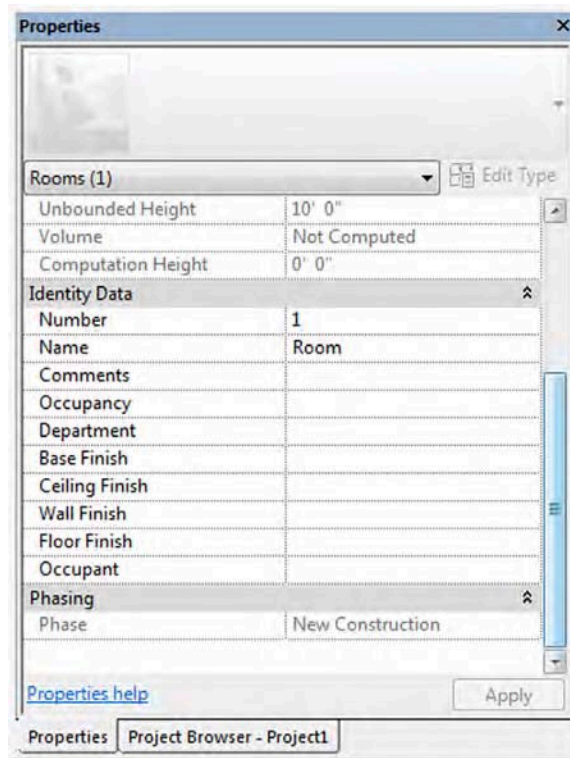 Properties
Rooms (1) Edit Type
Unbounded Height 10' 0"
Volume Not Computed
Computation Height 0' 0"
Identity Data
Number 1
Name Room
Comments
Occupancy
Department
Base Finish
Ceiling Finish
Wall Finish
Floor Finish
Occupant
Phasing
Phase New Construction
Properties help Apply
Properties Project Browser - Project1